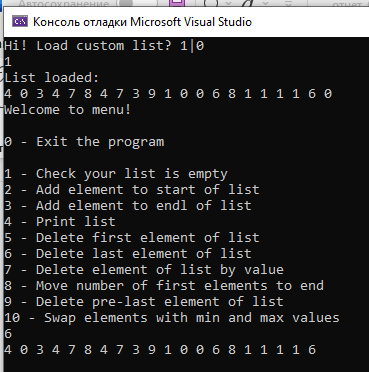 Автосохранение
отчет
Консоль отладки Microsoft Visual Studio
Hi! Load custom list? 1|0
1
List loaded:
4 0 3 4 7 8 4 7 3 9 1 0 0 6 8 1 1 1 1 6 0
Welcome to menu!
0 - Exit the program
1 - Check your list is empty
2 - Add element to start of list
3 - Add element to endl of list
4 - Print list
5 - Delete first element of list
6 - Delete last element of list
7 - Delete element of list by value
8 - Move number of first elements to end
9 - Delete pre-last element of list
10 - Swap elements with min and max values
6
4 0 3 4 7 8 4 7 3 9 1 0 0 6 8 1 1 1 1 6